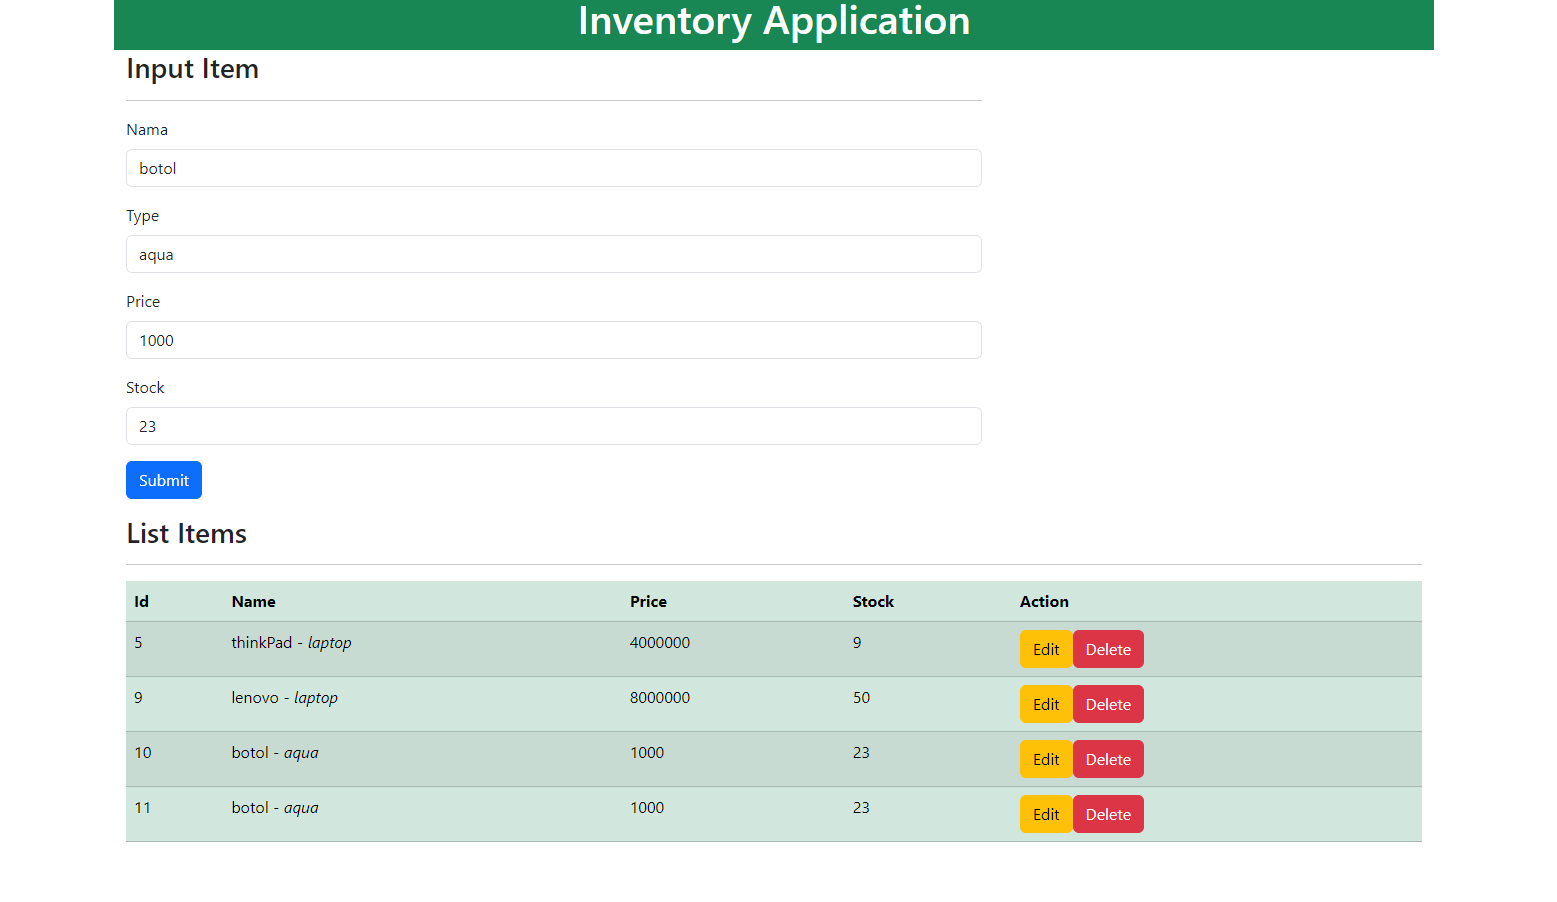 Inventory Application
Input Item
Nama
botol
Type
aqua
Price
1000
Stock
23
Submit
List Items
Id Name Price Stock Action
5 thinkPad - laptop 4000000 9 Edit Delete
9 lenovo - laptop 8000000 50 Edit Delete
10 botol - aqua 1000 23 Edit Delete
11 botol - aqua 1000 23 Edit Delete